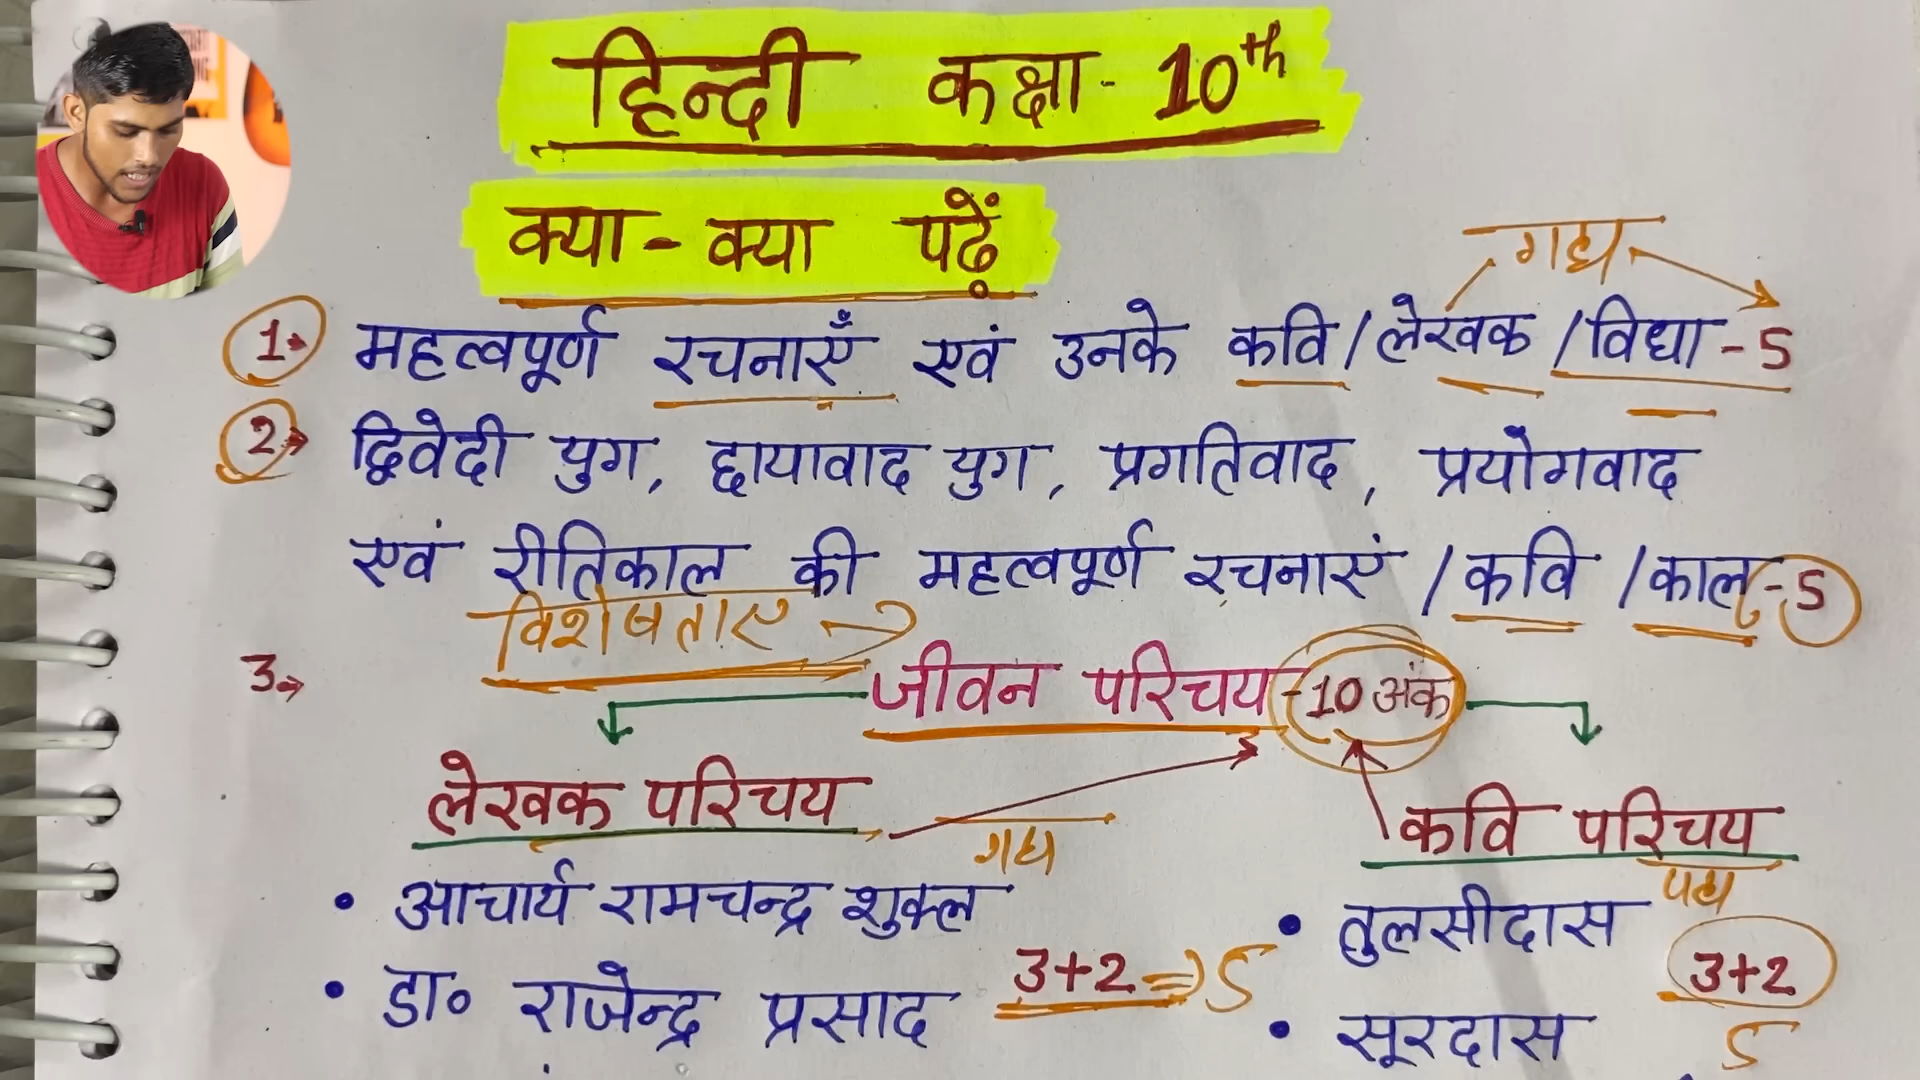 हिन्दी कक्षा - 10th
क्या - क्या पढ़ें
गद्य
1. महत्वपूर्ण रचनाएँ एवं उनके कवि / लेखक / विधा - 5
2. द्विवेदी युग, छायावाद युग, प्रगतिवाद, प्रयोगवाद
एवं रीतिकाल की महत्वपूर्ण रचनाएं / कवि / काल - 5
विशेषताएं
3. जीवन परिचय - 10 अंक
लेखक परिचय
गद्य
कवि परिचय
पद्य
• आचार्य रामचन्द्र शुक्ल
• तुलसीदास
• डा० राजेन्द्र प्रसाद
3+2 => 5
3+2
5
• सूरदास